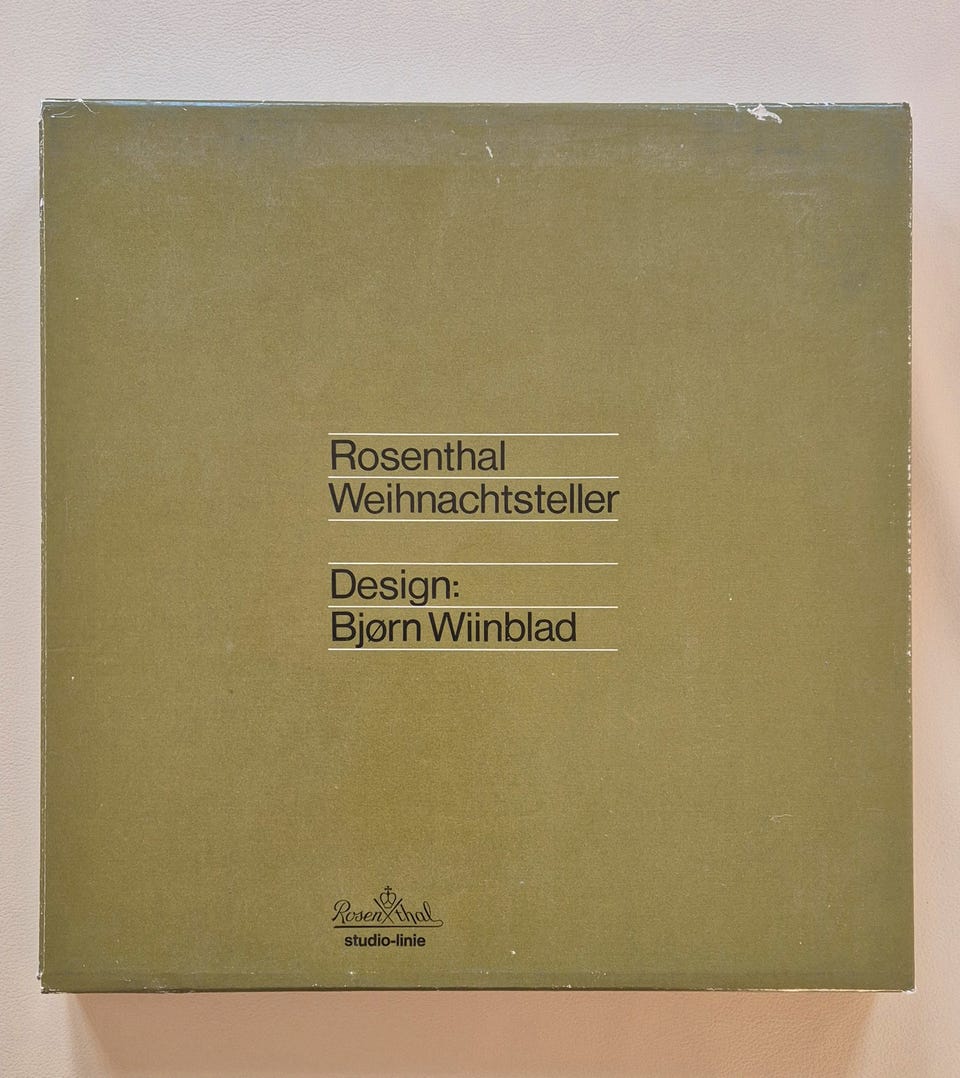 Rosenthal
Weihnachtsteller
Design:
Bjørn Wiinblad
Rosenthal
studio-linie